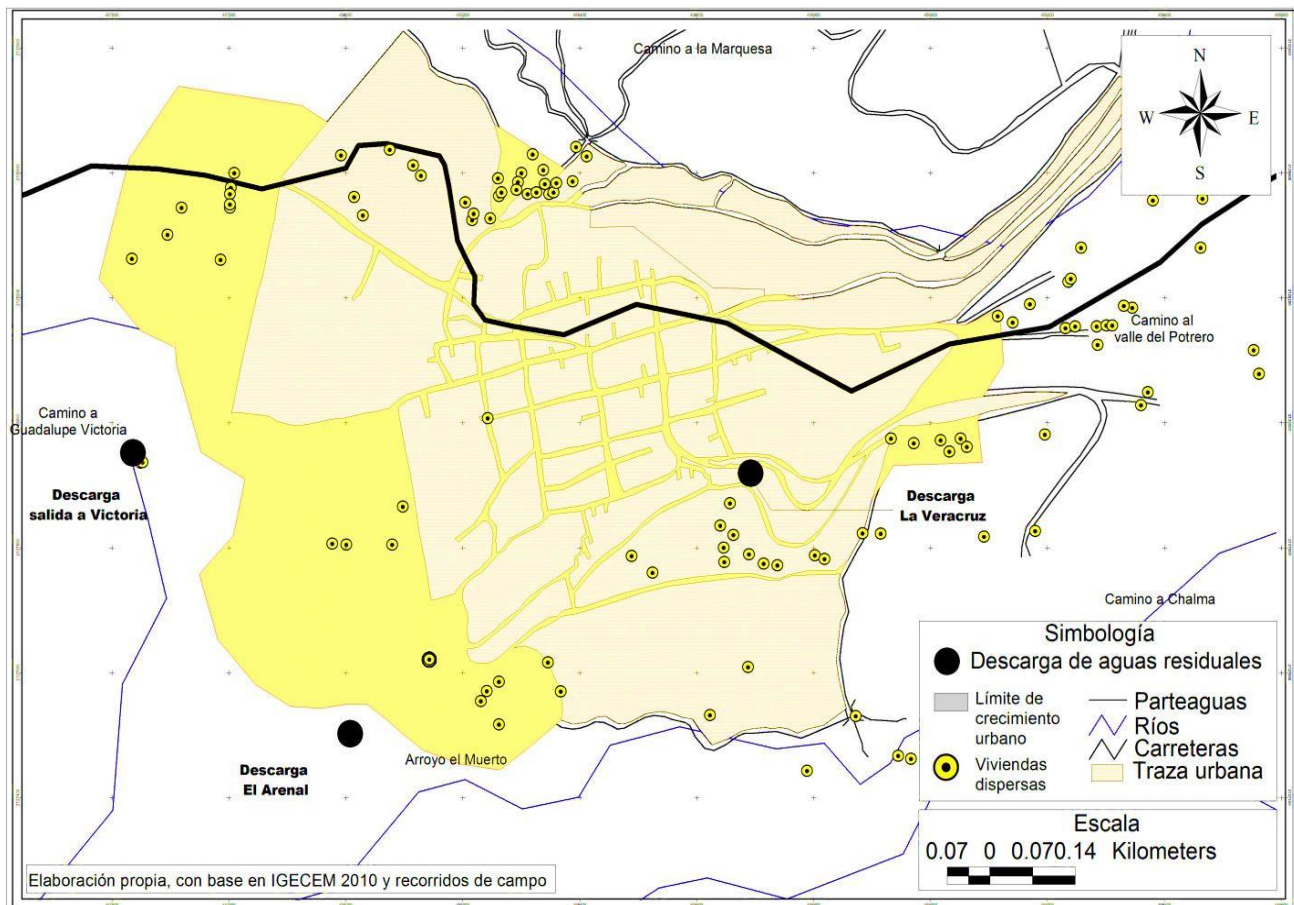 Camino a la Marquesa
N
W E
S
Camino al
valle del Potrero
Camino a
Guadalupe Victoria
Descarga
salida a Victoria
Descarga
La Veracruz
Camino a Chalma
Arroyo el Muerto
Descarga
El Arenal
Simbología
Descarga de aguas residuales
Límite de
crecimiento
urbano
Viviendas
dispersas
Parteaguas
Ríos
Carreteras
Traza urbana
Escala
0.07 0 0.070.14 Kilometers
Elaboración propia, con base en IGECEM 2010 y recorridos de campo